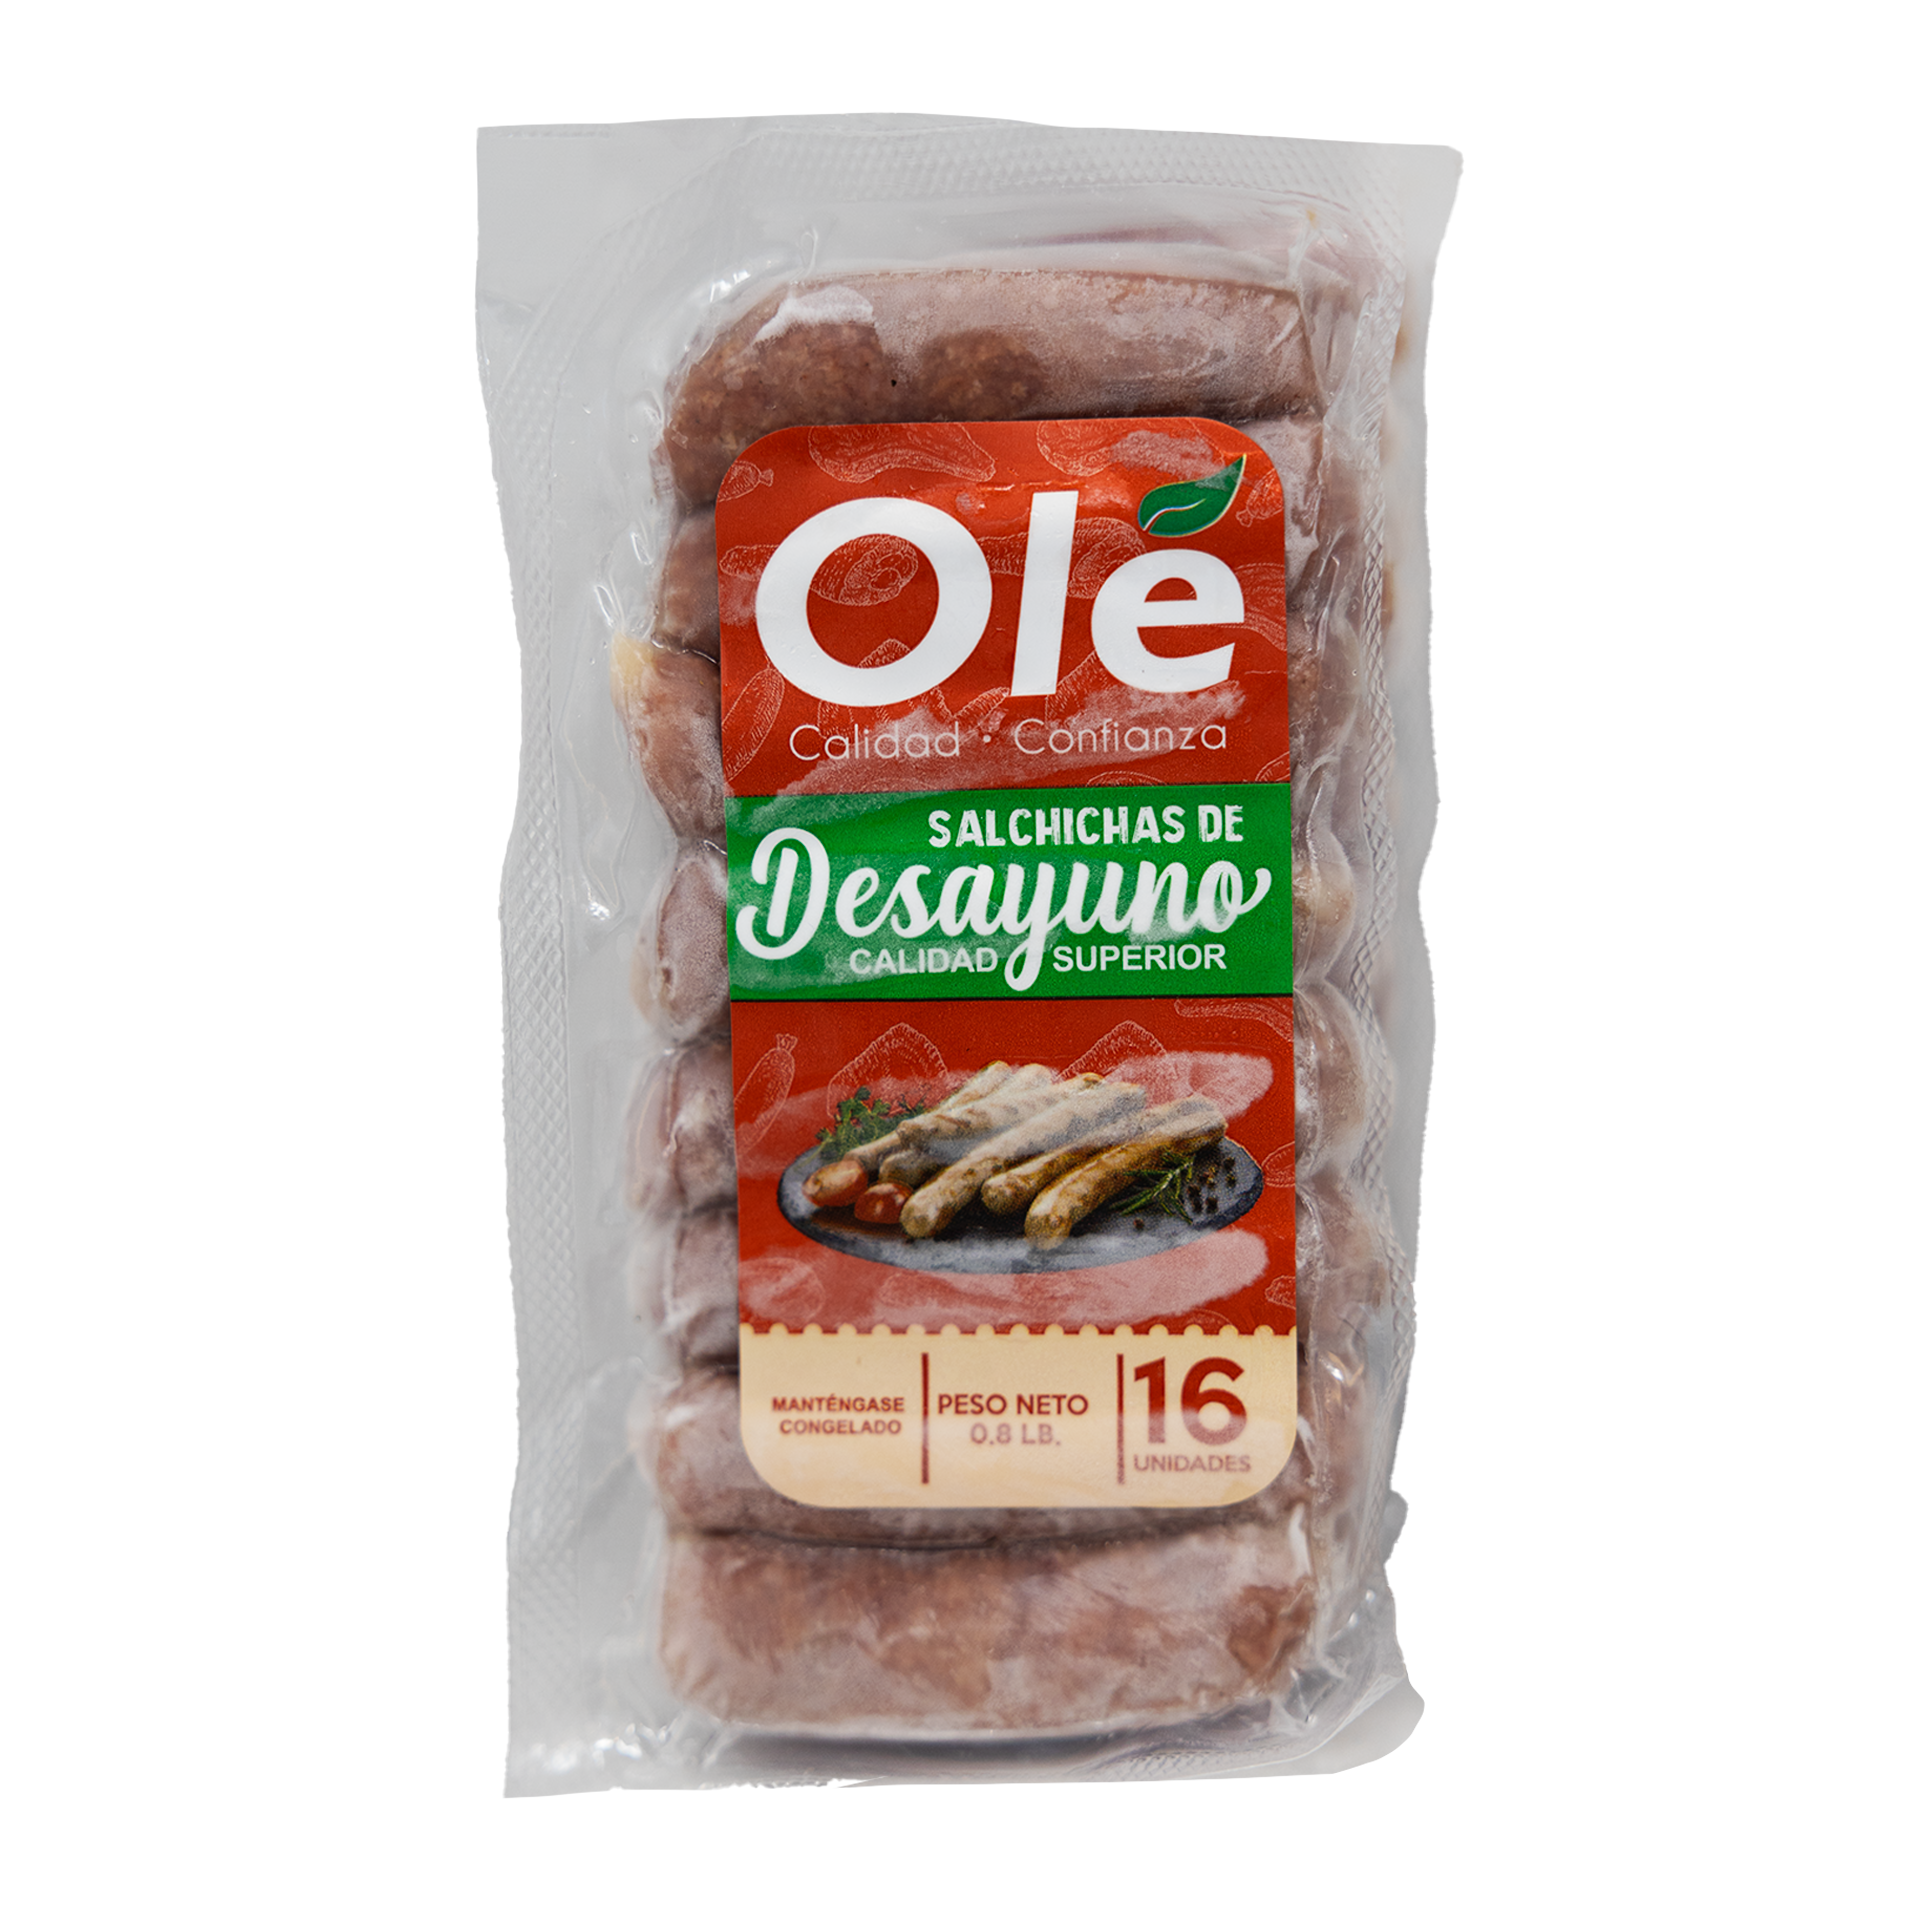 Olé
Calidad · Confianza
SALCHICHAS DE
Desayuno
CALIDAD SUPERIOR
MANTÉNGASE
CONGELADO
PESO NETO
0.8 LB.
16
UNIDADES